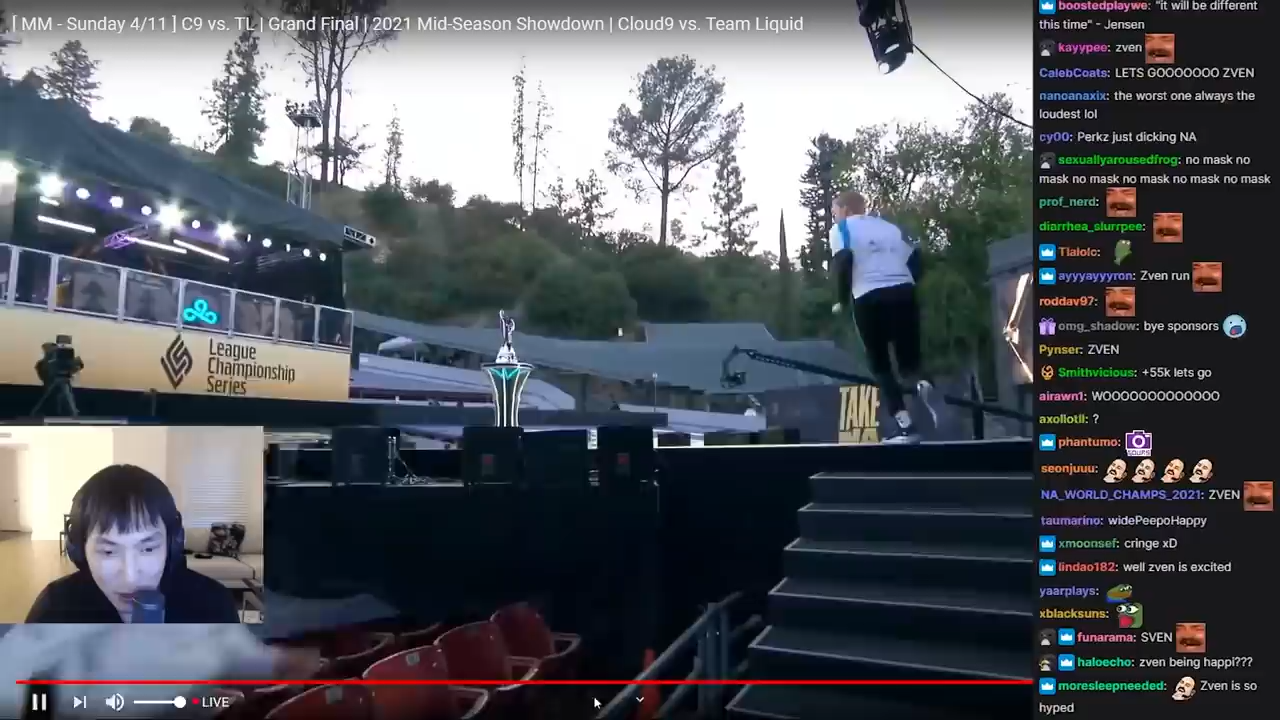 [ MM - Sunday 4/11 ] C9 vs. TL | Grand Final | 2021 Mid-Season Showdown | Cloud9 vs. Team Liquid
League
Championship
Series
TAKE
LIVE
boostedplaywe: "it will be different
this time" - Jensen
kayypee: zven
CalebCoats: LETS GOOOOOOO ZVEN
nanoanaxix: the worst one always the
loudest lol
cy00: Perkz just dicking NA
sexuallyarousedfrog: no mask no
mask no mask no mask no mask no mask
prof_nerd:
diarrhea_slurrpee:
Tlalolc:
ayyyayyyron: Zven run
roddav97:
omg_shadow: bye sponsors
Pynser: ZVEN
Smithvicious: +55k lets go
airawn1: WOOOOOOOOOOOOO
axollotll: ?
phantumo:
seonjuuu:
NA_WORLD_CHAMPS_2021: ZVEN
taumarino: widePeepoHappy
xmoonsef: cringe xD
lindao182: well zven is excited
yaarplays:
xblacksuns:
funarama: SVEN
haloecho: zven being happi???
moresleepneeded: Zven is so
hyped